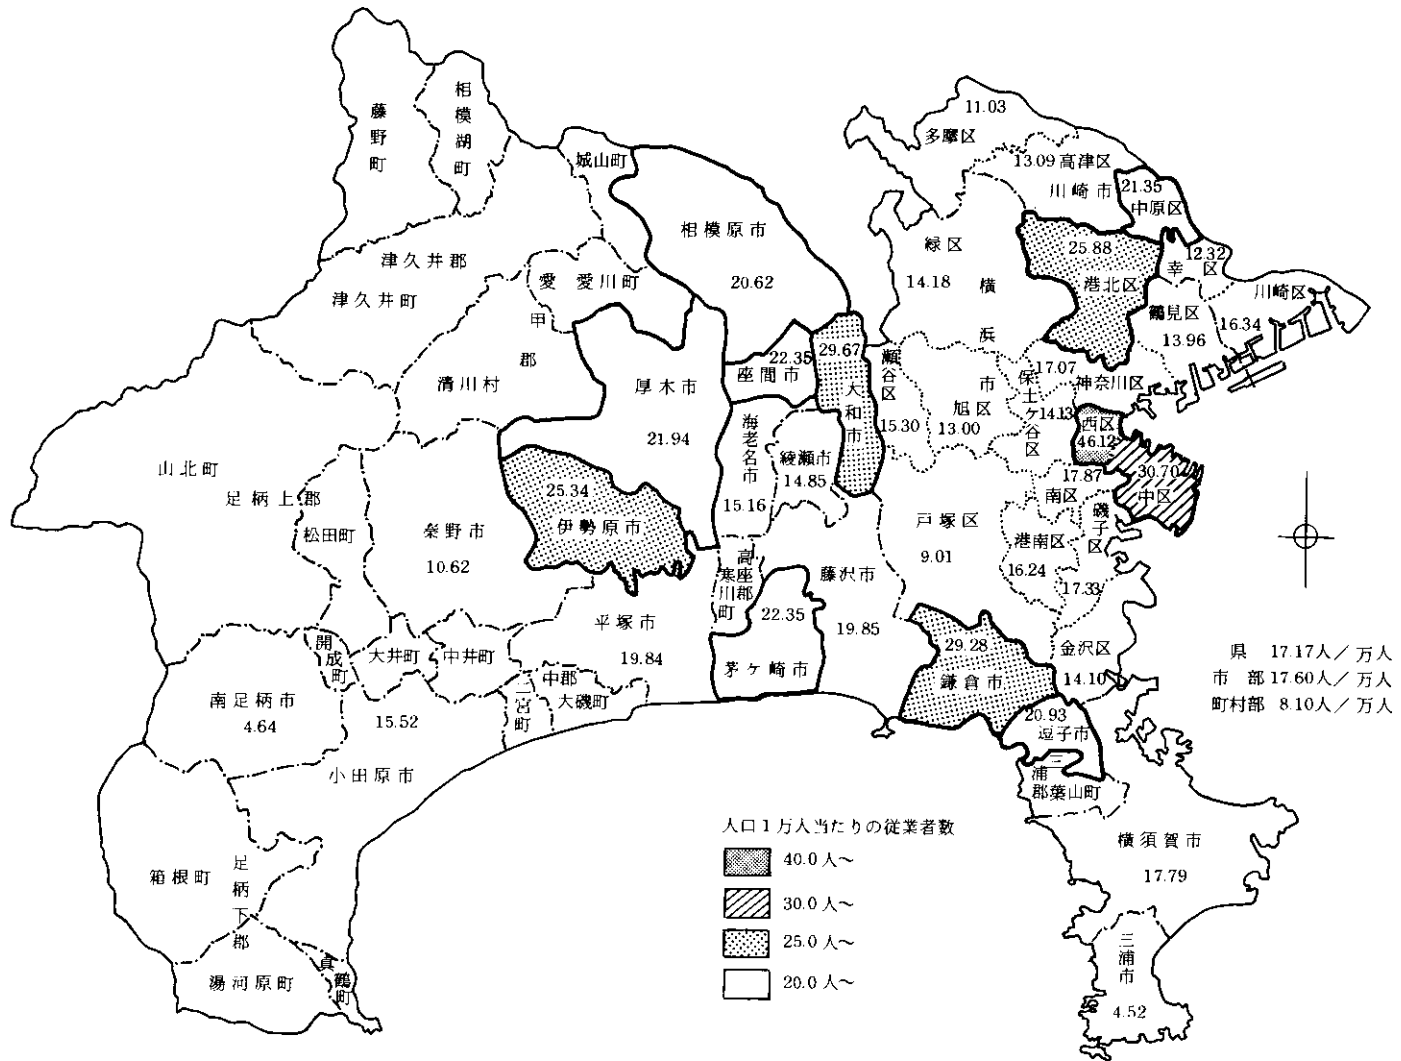 藤野町
相模湖町
城山町
相模原市
20.62
津久井郡
津久井町
愛
愛川町
甲
郡
清川村
厚木市
21.94
座間市
22.35
29.67
大和市
海老名市
15.16
綾瀬市
14.85
山北町
足柄上郡
松田町
秦野市
10.62
25.34
伊勢原市
開成町
大井町
中井町
南足柄市
4.64
15.52
小田原市
平塚市
19.84
中郡
大磯町
二宮町
高座郡
寒川町
22.35
茅ケ崎市
藤沢市
19.85
箱根町
足柄下郡
湯河原町
真鶴町
11.03
多摩区
13.09 高津区
川崎市
21.35
中原区
緑区
14.18
横浜市
25.88
港北区
12.32
幸区
川崎区
16.34
鶴見区
13.96
瀬谷区
15.30
旭区
13.00
保土ケ谷区
14.13
17.07
神奈川区
西区
46.12
30.70
中区
17.87
南区
磯子区
17.33
港南区
16.24
戸塚区
9.01
金沢区
14.10
29.28
鎌倉市
20.93
逗子市
三浦郡葉山町
横須賀市
17.79
三浦市
4.52
県 17.17人／万人
市部 17.60人／万人
町村部 8.10人／万人
人口1万人当たりの従業者数
40.0人～
30.0人～
25.0人～
20.0人～